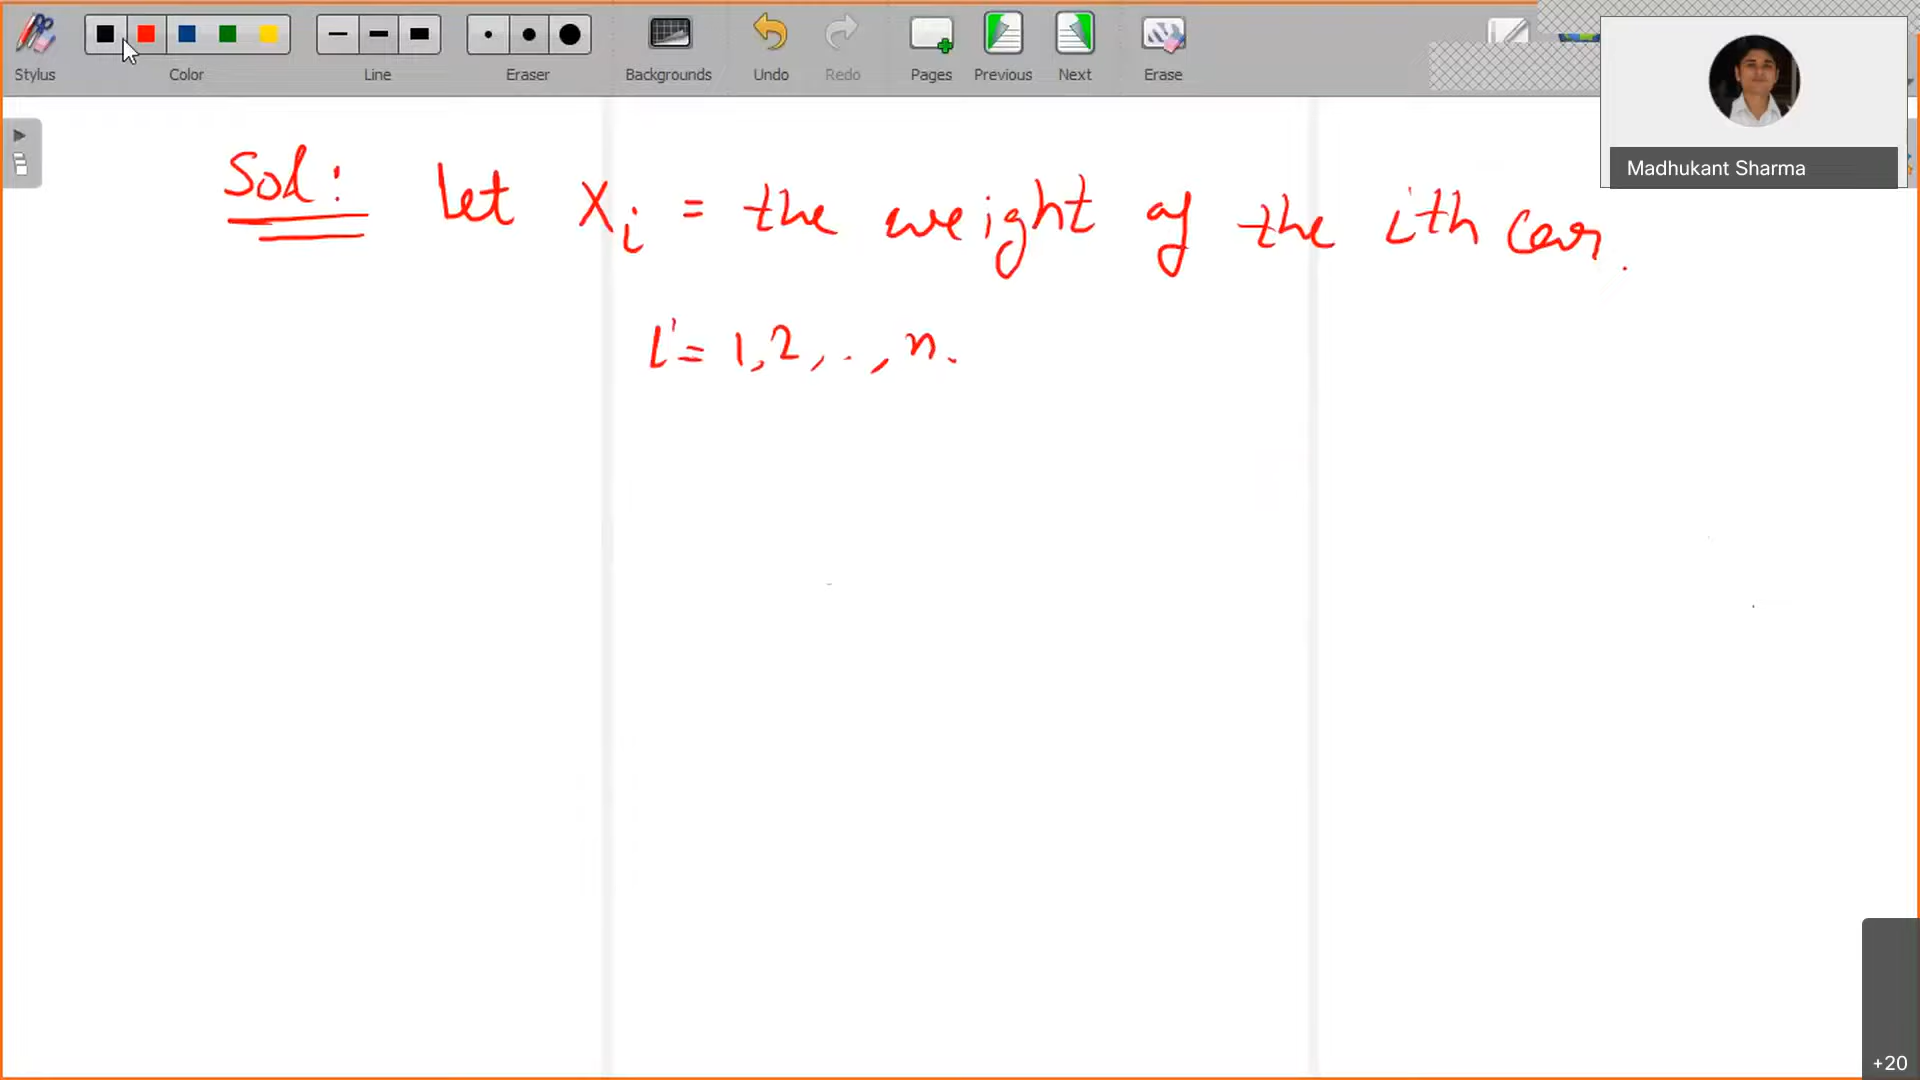 Stylus Color Line Eraser Backgrounds Undo Redo Pages Previous Next Erase
Madhukant Sharma
Sol: Let Xi = the weight of the ith car.
i = 1, 2, .., n.
+20